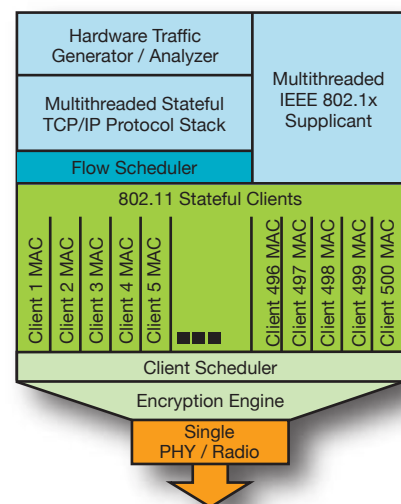 Hardware Traffic
Generator / Analyzer
Multithreaded
IEEE 802.1x
Supplicant
Multithreaded Stateful
TCP/IP Protocol Stack
Flow Scheduler
802.11 Stateful Clients
Client 1 MAC
Client 2 MAC
Client 3 MAC
Client 4 MAC
Client 5 MAC
Client 496 MAC
Client 497 MAC
Client 498 MAC
Client 499 MAC
Client 500 MAC
Client Scheduler
Encryption Engine
Single
PHY / Radio